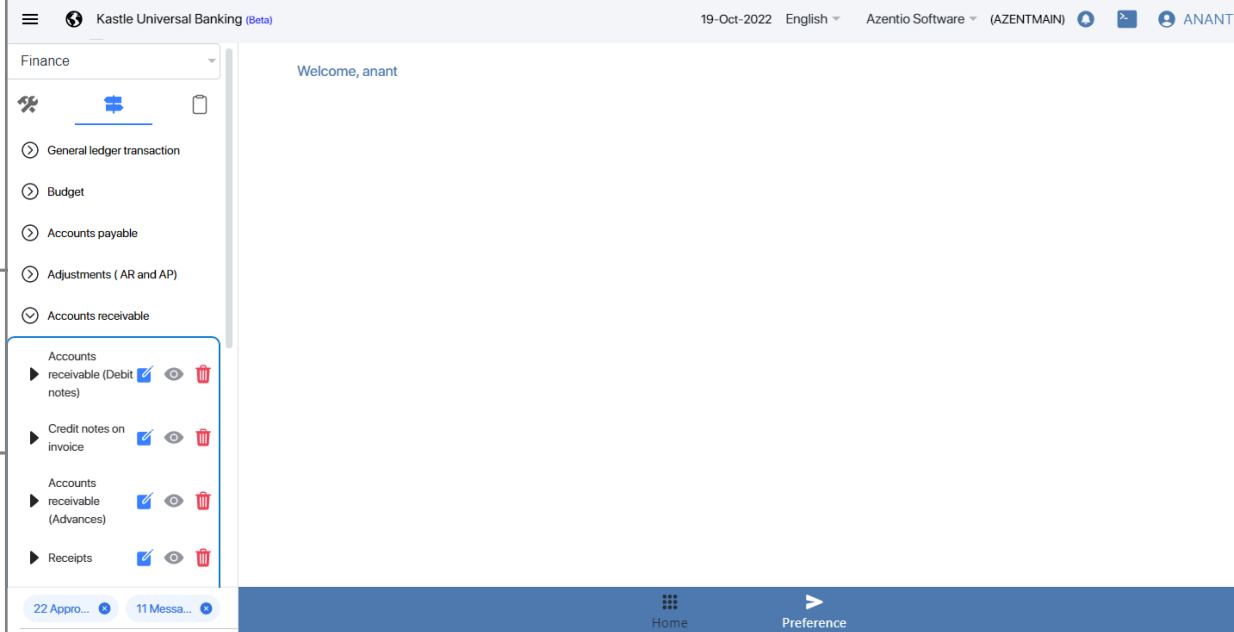 Kastle Universal Banking (Beta)
19-Oct-2022 English Azentio Software (AZENTMAIN) ANANT
Finance
Welcome, anant
General ledger transaction
Budget
Accounts payable
Adjustments ( AR and AP)
Accounts receivable
Accounts
receivable (Debit
notes)
Credit notes on
invoice
Accounts
receivable
(Advances)
Receipts
22 Appro...
11 Messa...
Home
Preference